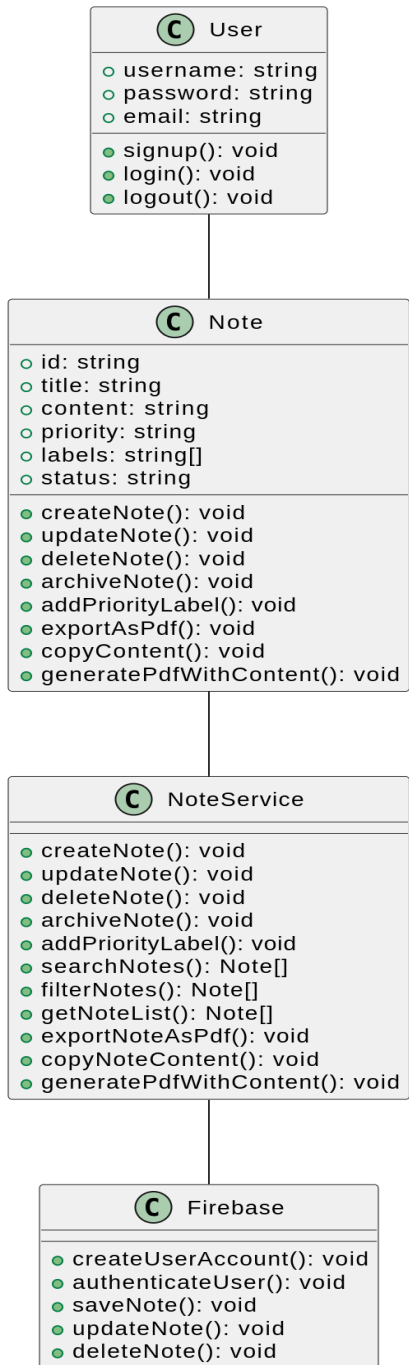 C User
username: string
password: string
email: string
signup(): void
login(): void
logout(): void
C Note
id: string
title: string
content: string
priority: string
labels: string[]
status: string
createNote(): void
updateNote(): void
deleteNote(): void
archiveNote(): void
addPriorityLabel(): void
exportAsPdf(): void
copyContent(): void
generatePdfWithContent(): void
C NoteService
createNote(): void
updateNote(): void
deleteNote(): void
archiveNote(): void
addPriorityLabel(): void
searchNotes(): Note[]
filterNotes(): Note[]
getNoteList(): Note[]
exportNoteAsPdf(): void
copyNoteContent(): void
generatePdfWithContent(): void
C Firebase
createUserAccount(): void
authenticateUser(): void
saveNote(): void
updateNote(): void
deleteNote(): void